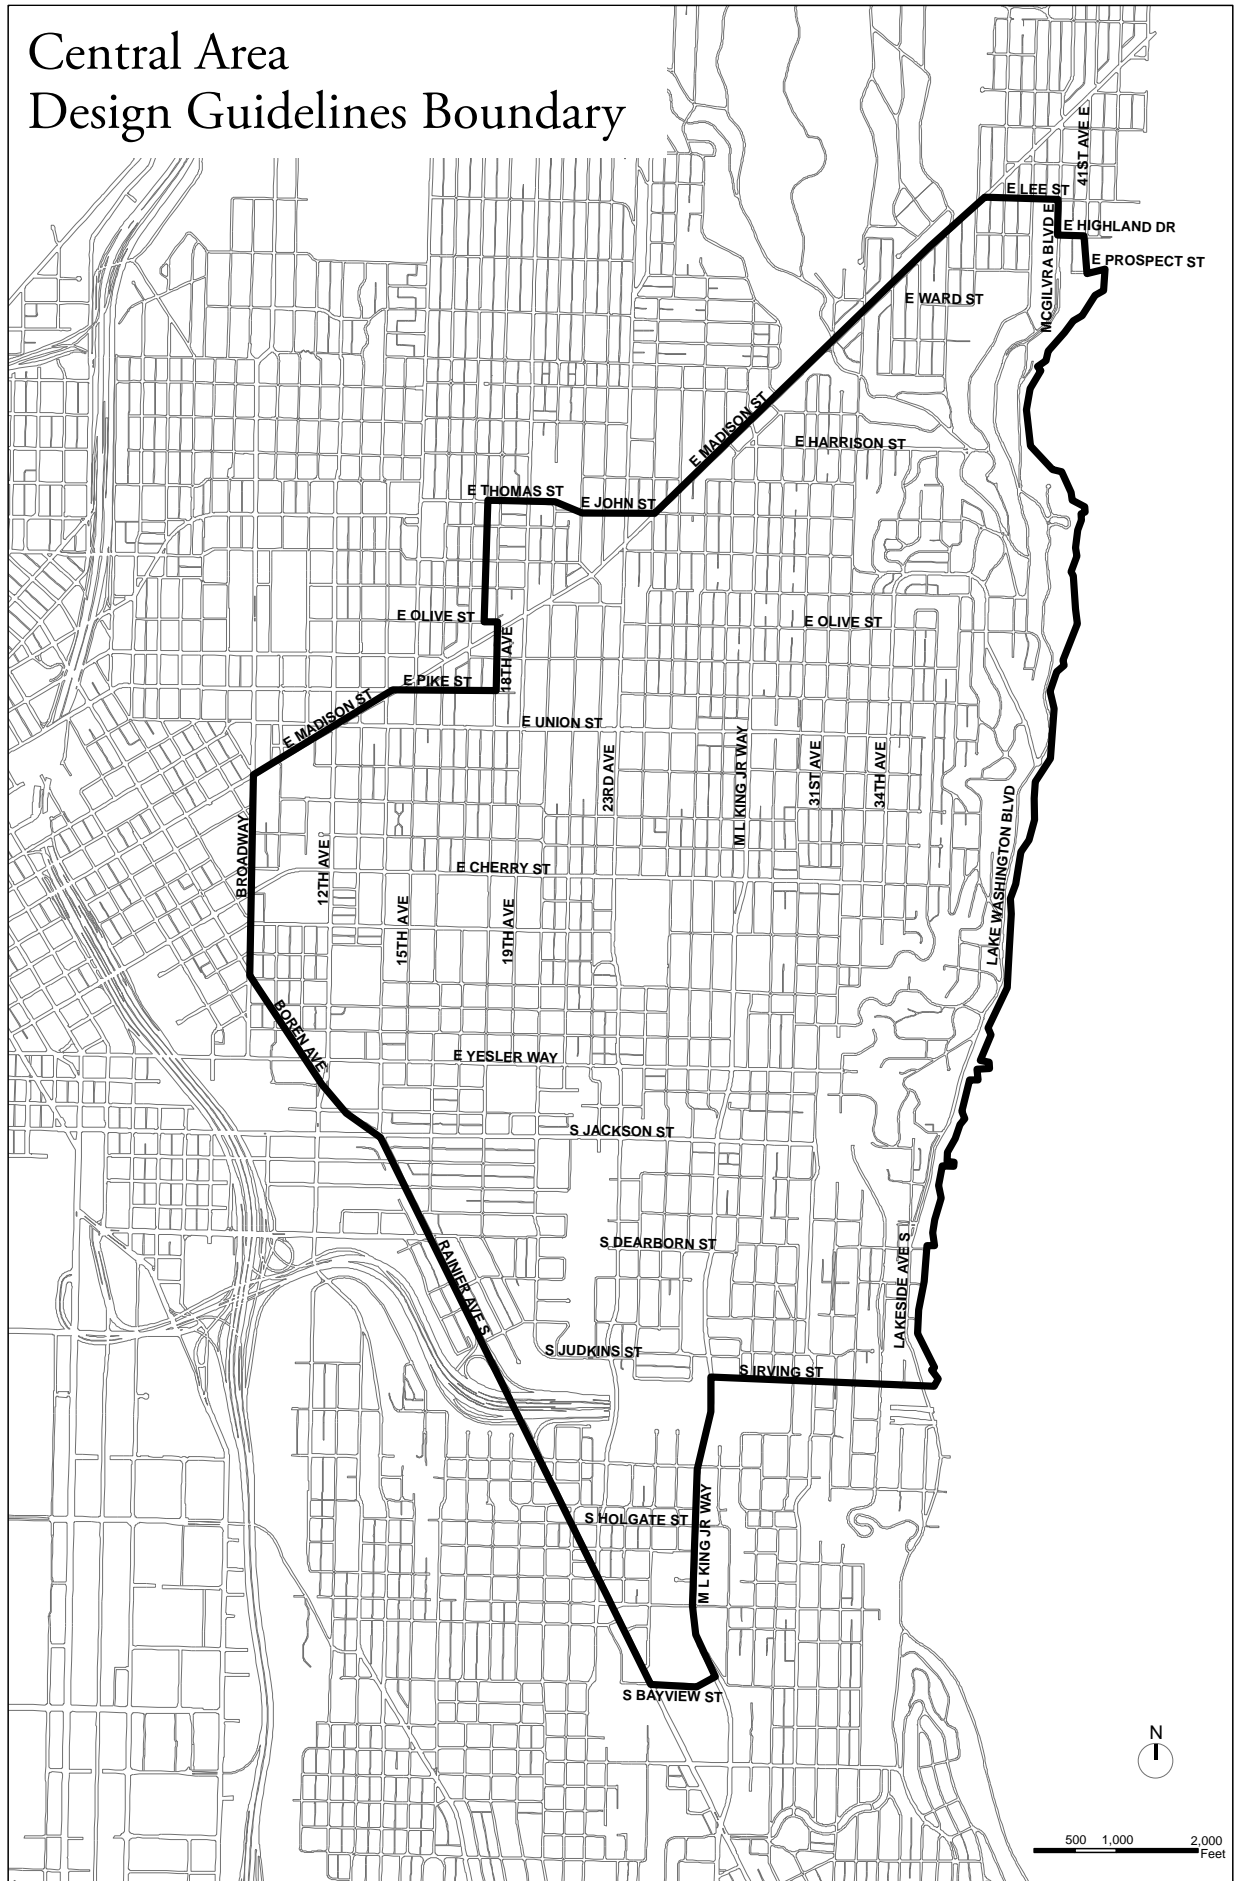 Central Area
Design Guidelines Boundary
41ST AVE E
E LEE ST
MCGILVRA BLVD E
E HIGHLAND DR
E PROSPECT ST
E WARD ST
E MADISON ST
E HARRISON ST
E THOMAS ST
E JOHN ST
E OLIVE ST
E OLIVE ST
18TH AVE
E PIKE ST
E MADISON ST
E UNION ST
23RD AVE
M L KING JR WAY
31ST AVE
34TH AVE
LAKE WASHINGTON BLVD
BROADWAY
12TH AVE
E CHERRY ST
15TH AVE
19TH AVE
BOREN AVE
E YESLER WAY
S JACKSON ST
S DEARBORN ST
LAKESIDE AVE S
RAINIER AVE S
S JUDKINS ST
S IRVING ST
S HOLGATE ST
M L KING JR WAY
S BAYVIEW ST
N
500 1,000 2,000
Feet